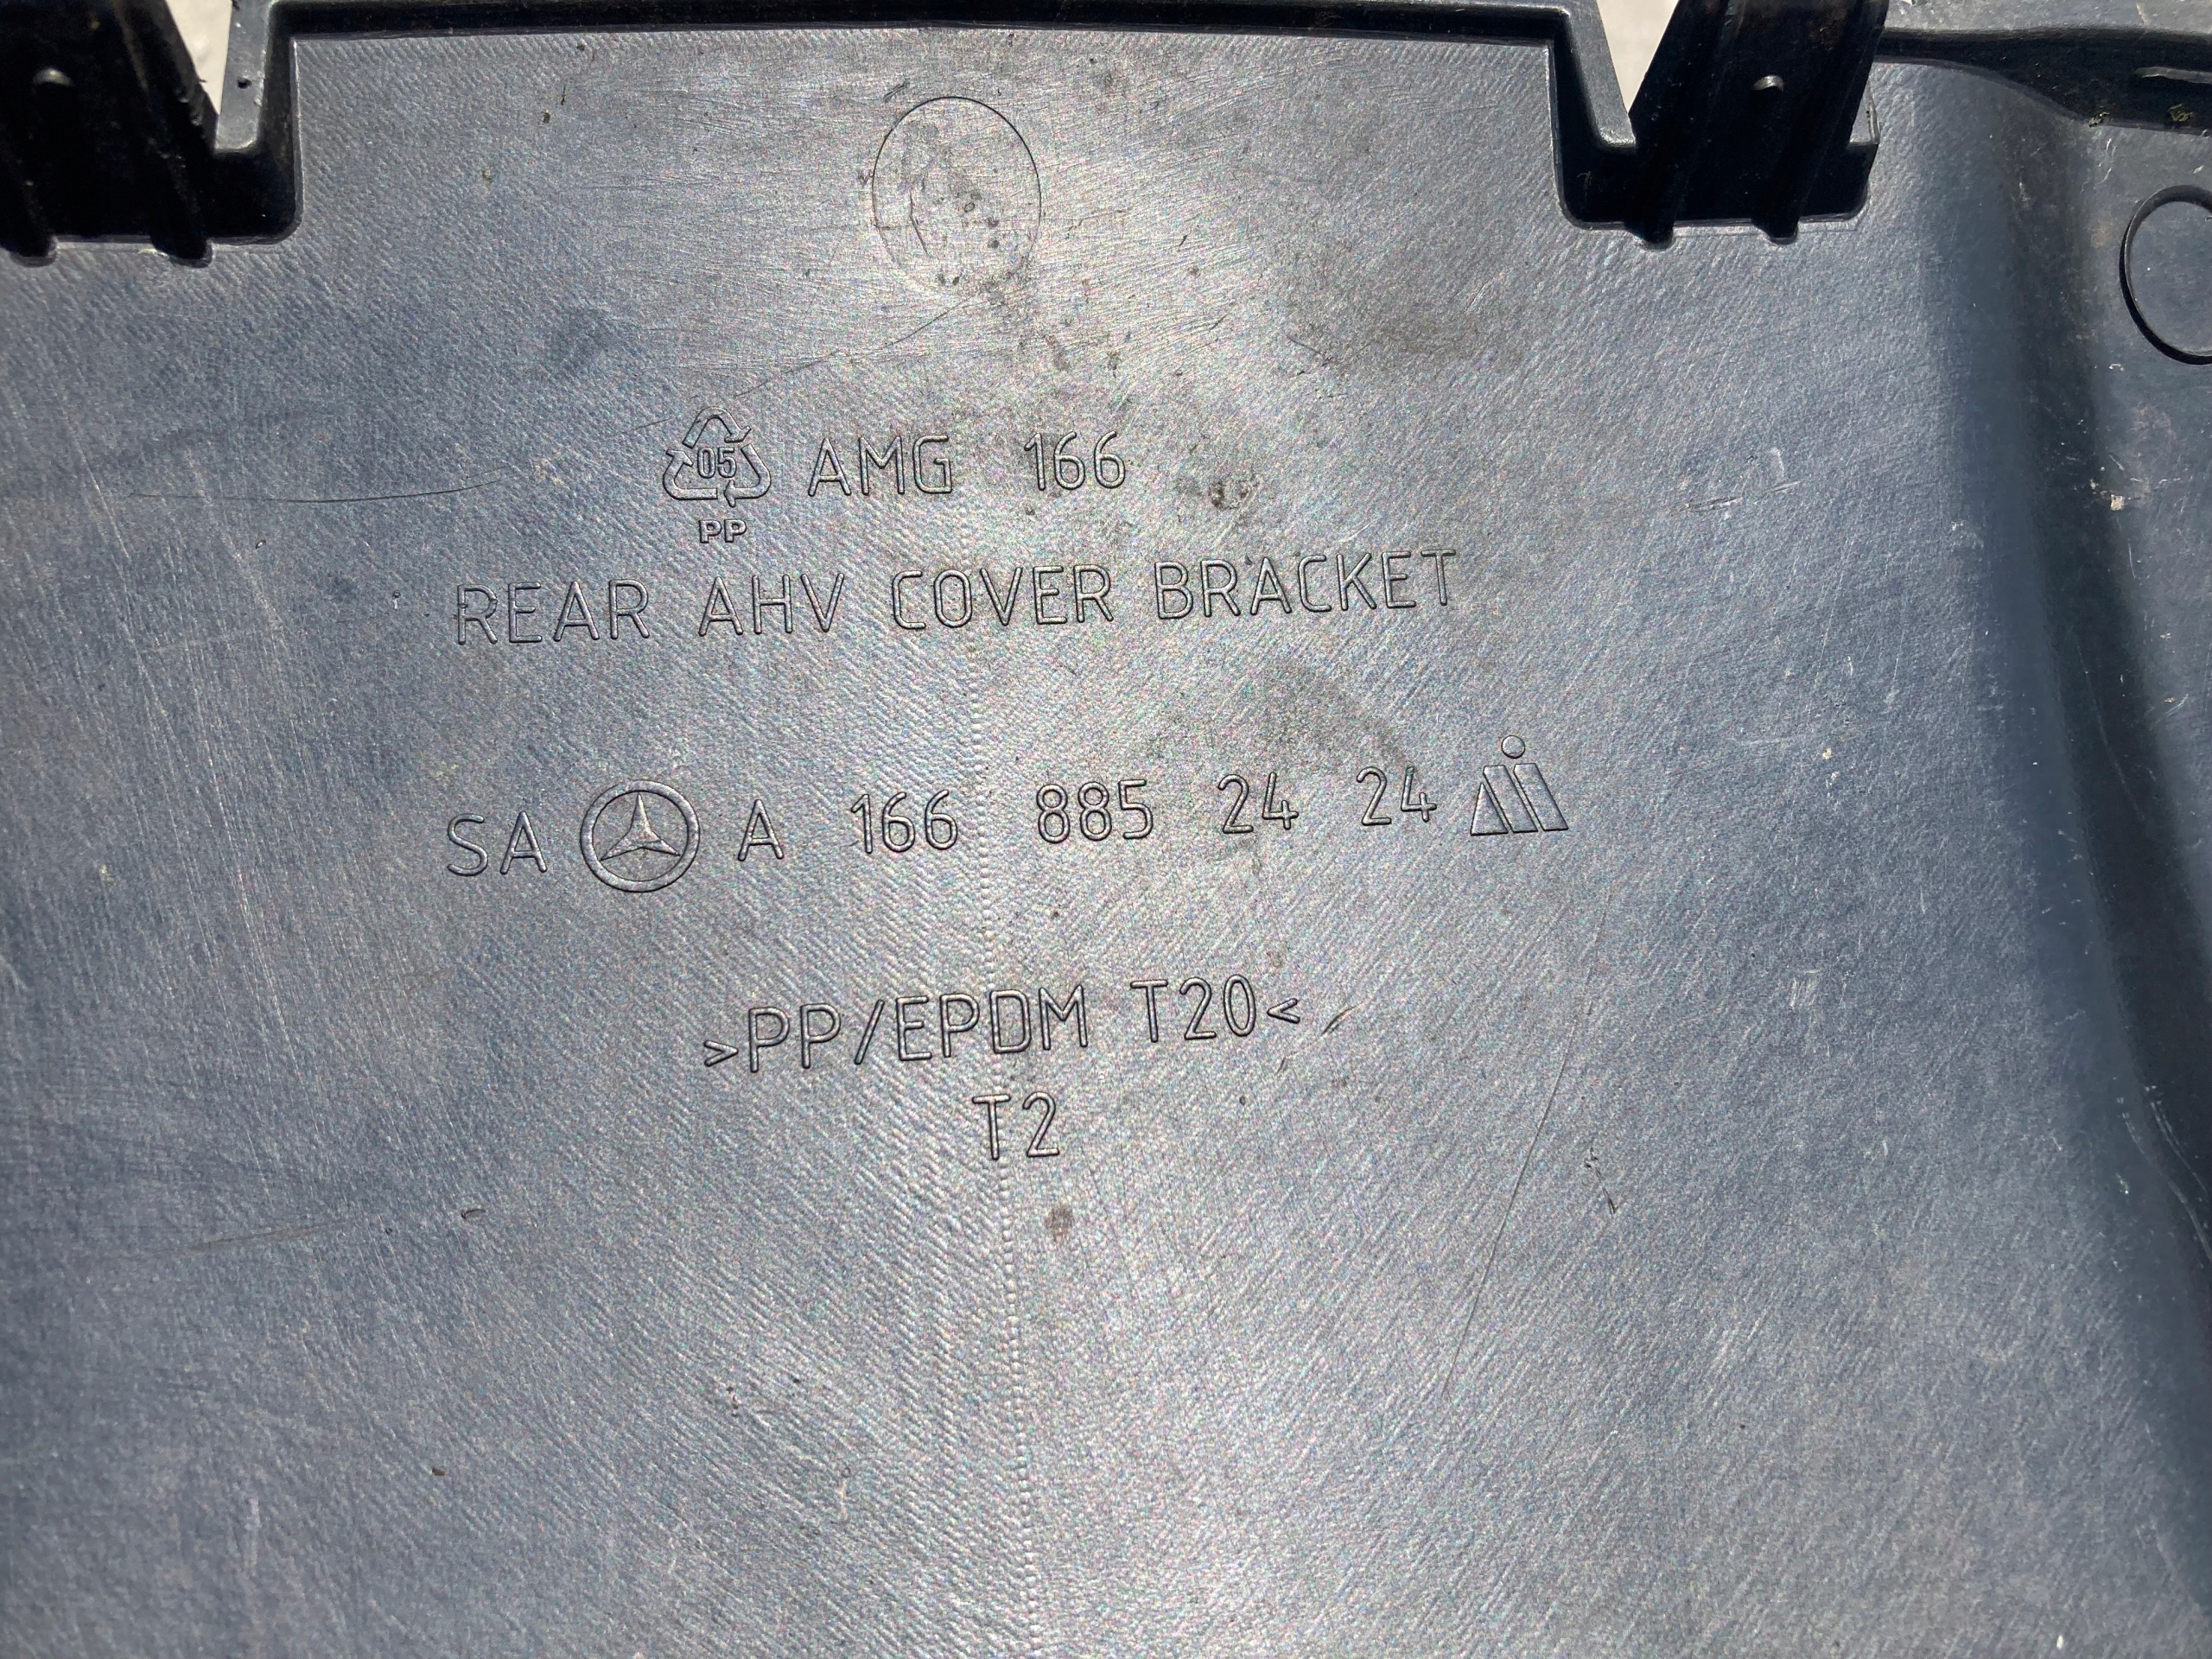 05 AMG 166
PP
REAR AHV COVER BRACKET
SA A 166 885 24 24
>PP/EPDM T20<
T2